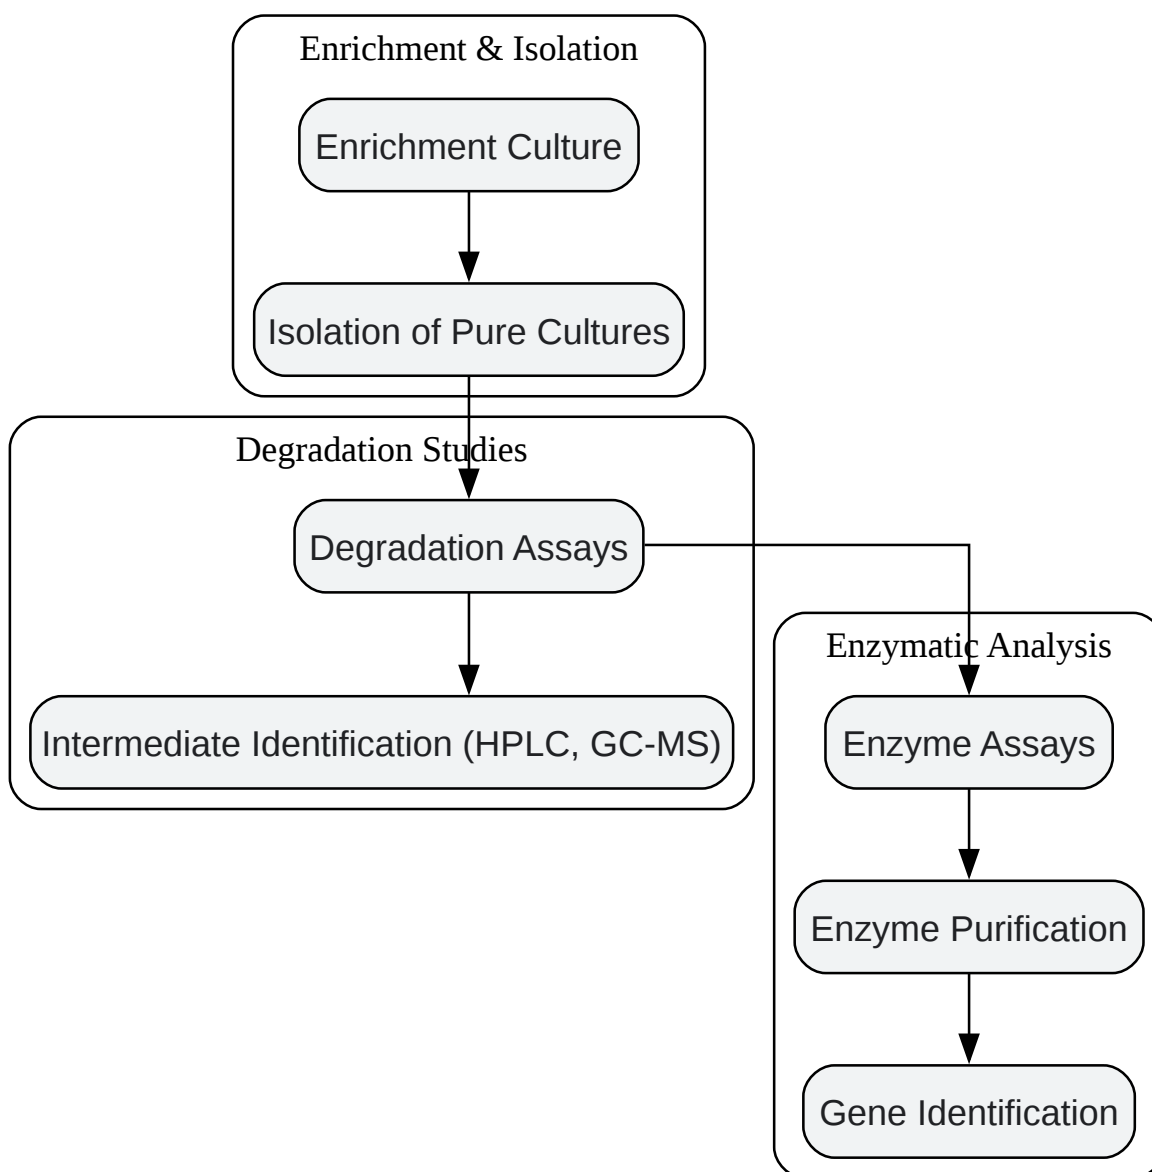 Enrichment & Isolation
Enrichment Culture
Isolation of Pure Cultures
Degradation Studies
Degradation Assays
Intermediate Identification (HPLC, GC-MS)
Enzymatic Analysis
Enzyme Assays
Enzyme Purification
Gene Identification